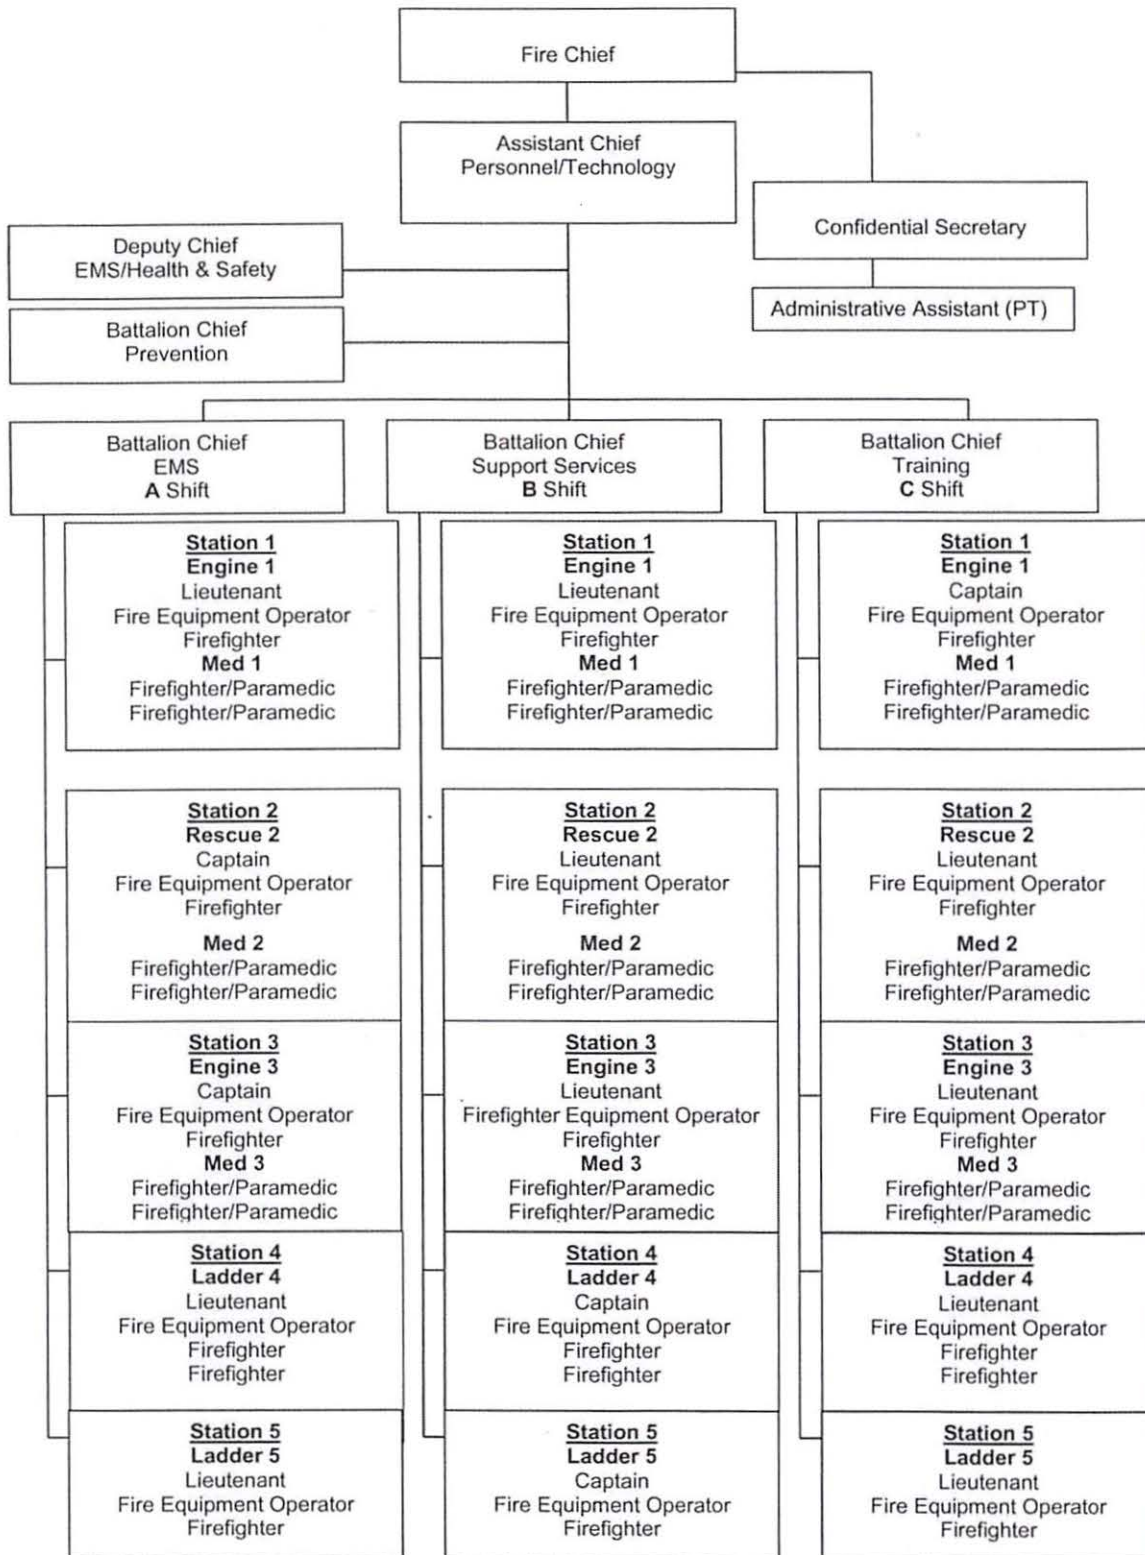 Fire Chief
Assistant Chief
Personnel/Technology
Confidential Secretary
Administrative Assistant (PT)
Deputy Chief
EMS/Health & Safety
Battalion Chief
Prevention
Battalion Chief
EMS
A Shift
Station 1
Engine 1
Lieutenant
Fire Equipment Operator
Firefighter
Med 1
Firefighter/Paramedic
Firefighter/Paramedic
Station 2
Rescue 2
Captain
Fire Equipment Operator
Firefighter
Med 2
Firefighter/Paramedic
Firefighter/Paramedic
Station 3
Engine 3
Captain
Fire Equipment Operator
Firefighter
Med 3
Firefighter/Paramedic
Firefighter/Paramedic
Station 4
Ladder 4
Lieutenant
Fire Equipment Operator
Firefighter
Firefighter
Station 5
Ladder 5
Lieutenant
Fire Equipment Operator
Firefighter
Battalion Chief
Support Services
B Shift
Station 1
Engine 1
Lieutenant
Fire Equipment Operator
Firefighter
Med 1
Firefighter/Paramedic
Firefighter/Paramedic
Station 2
Rescue 2
Lieutenant
Fire Equipment Operator
Firefighter
Med 2
Firefighter/Paramedic
Firefighter/Paramedic
Station 3
Engine 3
Lieutenant
Firefighter Equipment Operator
Firefighter
Med 3
Firefighter/Paramedic
Firefighter/Paramedic
Station 4
Ladder 4
Captain
Fire Equipment Operator
Firefighter
Firefighter
Station 5
Ladder 5
Captain
Fire Equipment Operator
Firefighter
Battalion Chief
Training
C Shift
Station 1
Engine 1
Captain
Fire Equipment Operator
Firefighter
Med 1
Firefighter/Paramedic
Firefighter/Paramedic
Station 2
Rescue 2
Lieutenant
Fire Equipment Operator
Firefighter
Med 2
Firefighter/Paramedic
Firefighter/Paramedic
Station 3
Engine 3
Lieutenant
Fire Equipment Operator
Firefighter
Med 3
Firefighter/Paramedic
Firefighter/Paramedic
Station 4
Ladder 4
Lieutenant
Fire Equipment Operator
Firefighter
Firefighter
Station 5
Ladder 5
Lieutenant
Fire Equipment Operator
Firefighter